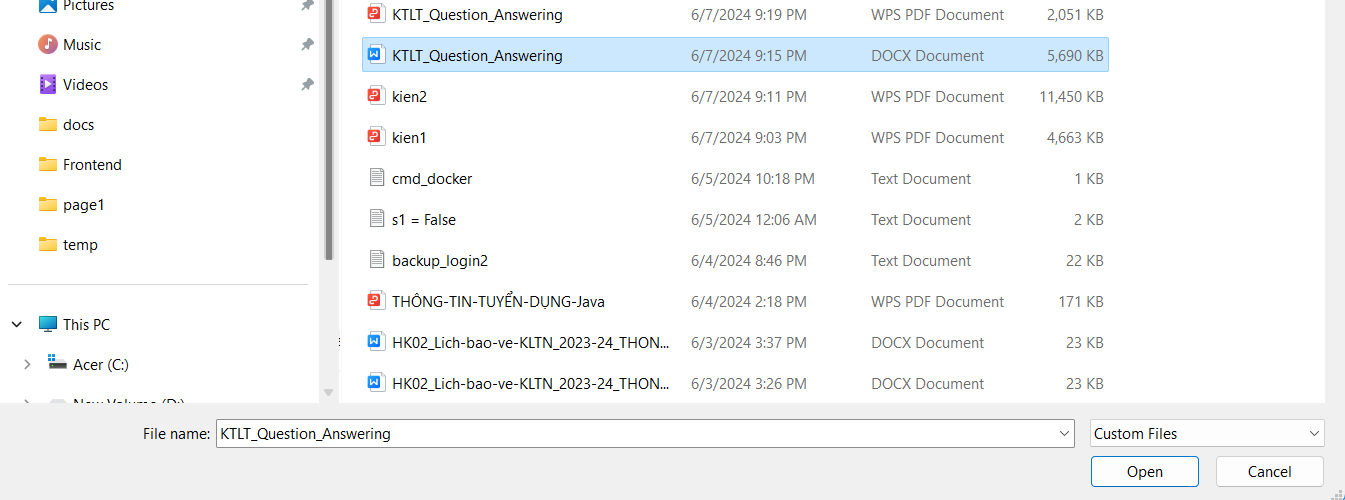 Pictures
Music
Videos
docs
Frontend
page1
temp
This PC
Acer (C:)
New Volume (D:)
KTLT_Question_Answering 6/7/2024 9:19 PM WPS PDF Document 2,051 KB
KTLT_Question_Answering 6/7/2024 9:15 PM DOCX Document 5,690 KB
kien2 6/7/2024 9:11 PM WPS PDF Document 11,450 KB
kien1 6/7/2024 9:03 PM WPS PDF Document 4,663 KB
cmd_docker 6/5/2024 10:18 PM Text Document 1 KB
s1 = False 6/5/2024 12:06 AM Text Document 2 KB
backup_login2 6/4/2024 8:46 PM Text Document 22 KB
THÔNG-TIN-TUYỂN-DỤNG-Java 6/4/2024 2:18 PM WPS PDF Document 171 KB
HK02_Lich-bao-ve-KLTN_2023-24_THON... 6/3/2024 3:37 PM DOCX Document 23 KB
HK02_Lich-bao-ve-KLTN_2023-24_THON... 6/3/2024 3:26 PM DOCX Document 23 KB
File name: KTLT_Question_Answering Custom Files
Open Cancel